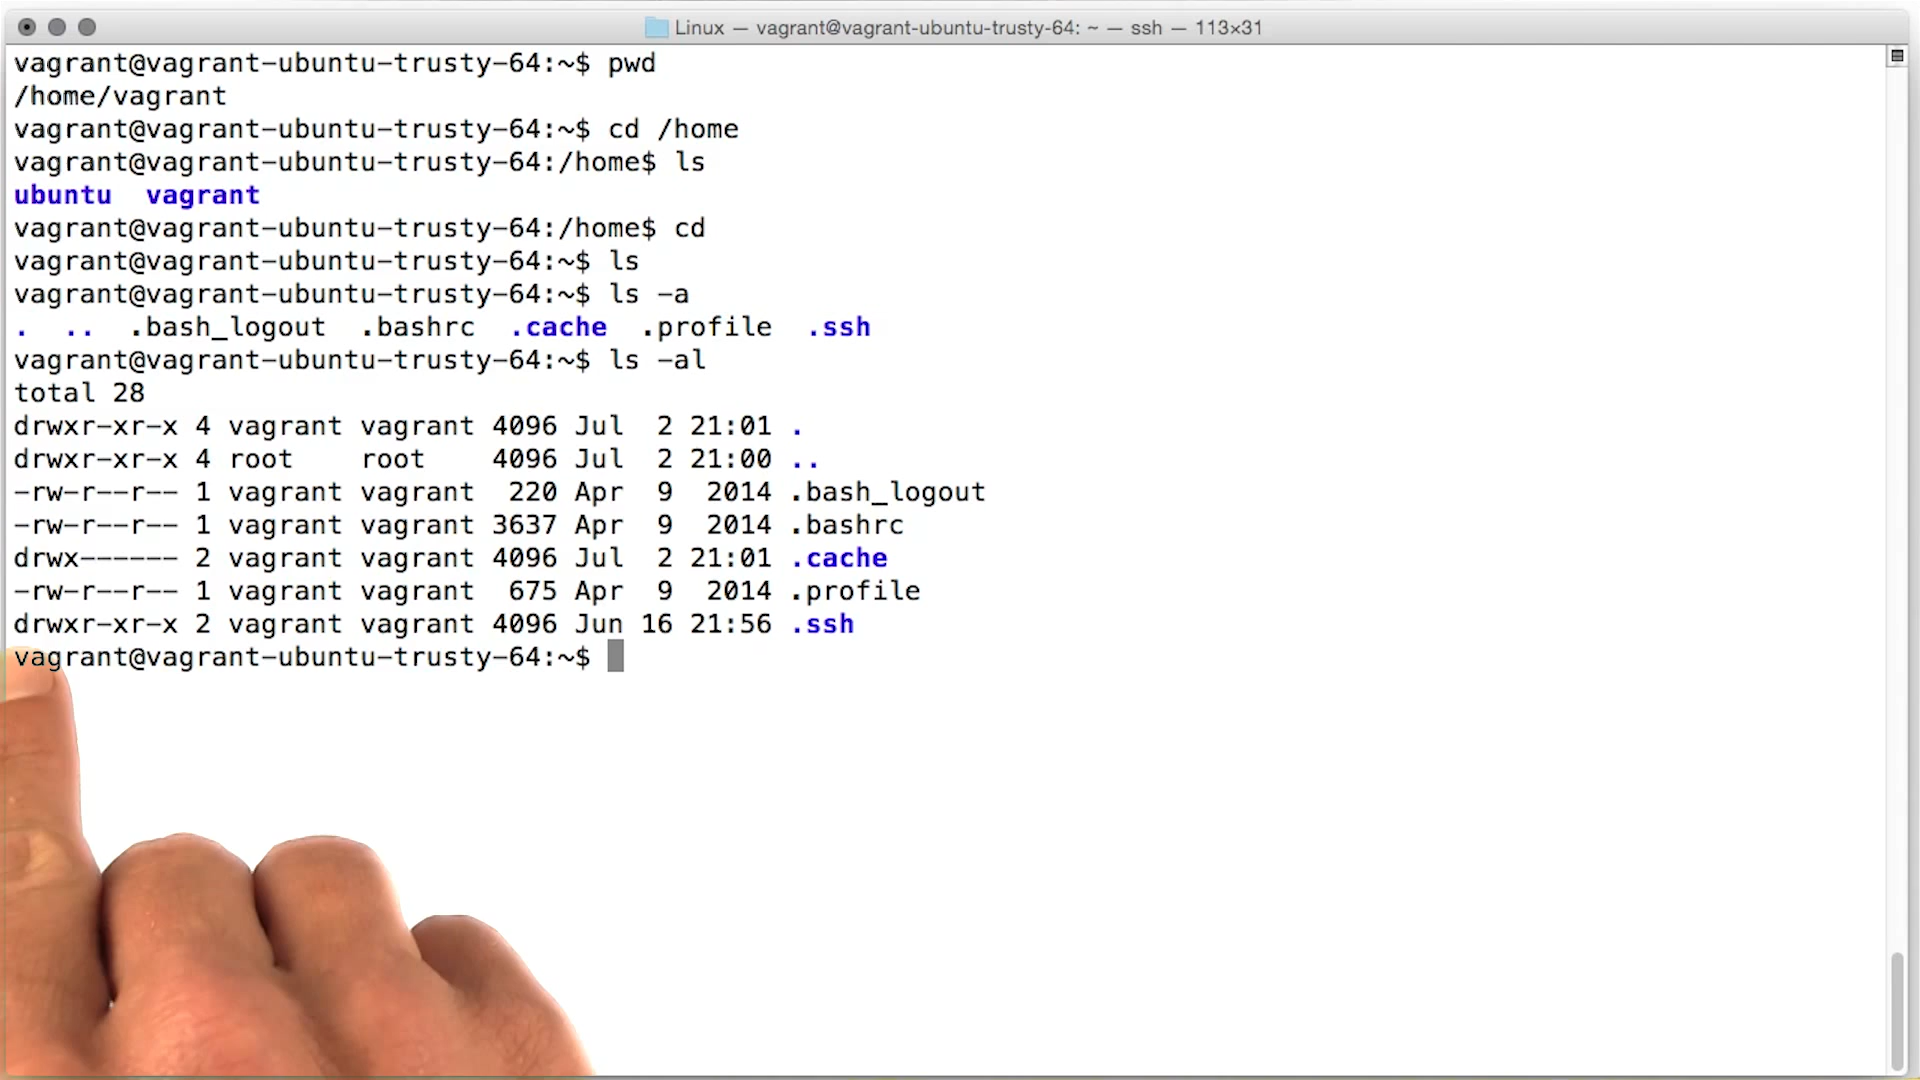 Linux — vagrant@vagrant-ubuntu-trusty-64: ~ — ssh — 113×31
vagrant@vagrant-ubuntu-trusty-64:~$ pwd
/home/vagrant
vagrant@vagrant-ubuntu-trusty-64:~$ cd /home
vagrant@vagrant-ubuntu-trusty-64:/home$ ls
ubuntu  vagrant
vagrant@vagrant-ubuntu-trusty-64:/home$ cd
vagrant@vagrant-ubuntu-trusty-64:~$ ls
vagrant@vagrant-ubuntu-trusty-64:~$ ls -a
.  ..  .bash_logout  .bashrc  .cache  .profile  .ssh
vagrant@vagrant-ubuntu-trusty-64:~$ ls -al
total 28
drwxr-xr-x 4 vagrant vagrant 4096 Jul  2 21:01 .
drwxr-xr-x 4 root    root    4096 Jul  2 21:00 ..
-rw-r--r-- 1 vagrant vagrant  220 Apr  9  2014 .bash_logout
-rw-r--r-- 1 vagrant vagrant 3637 Apr  9  2014 .bashrc
drwx------ 2 vagrant vagrant 4096 Jul  2 21:01 .cache
-rw-r--r-- 1 vagrant vagrant  675 Apr  9  2014 .profile
drwxr-xr-x 2 vagrant vagrant 4096 Jun 16 21:56 .ssh
vagrant@vagrant-ubuntu-trusty-64:~$